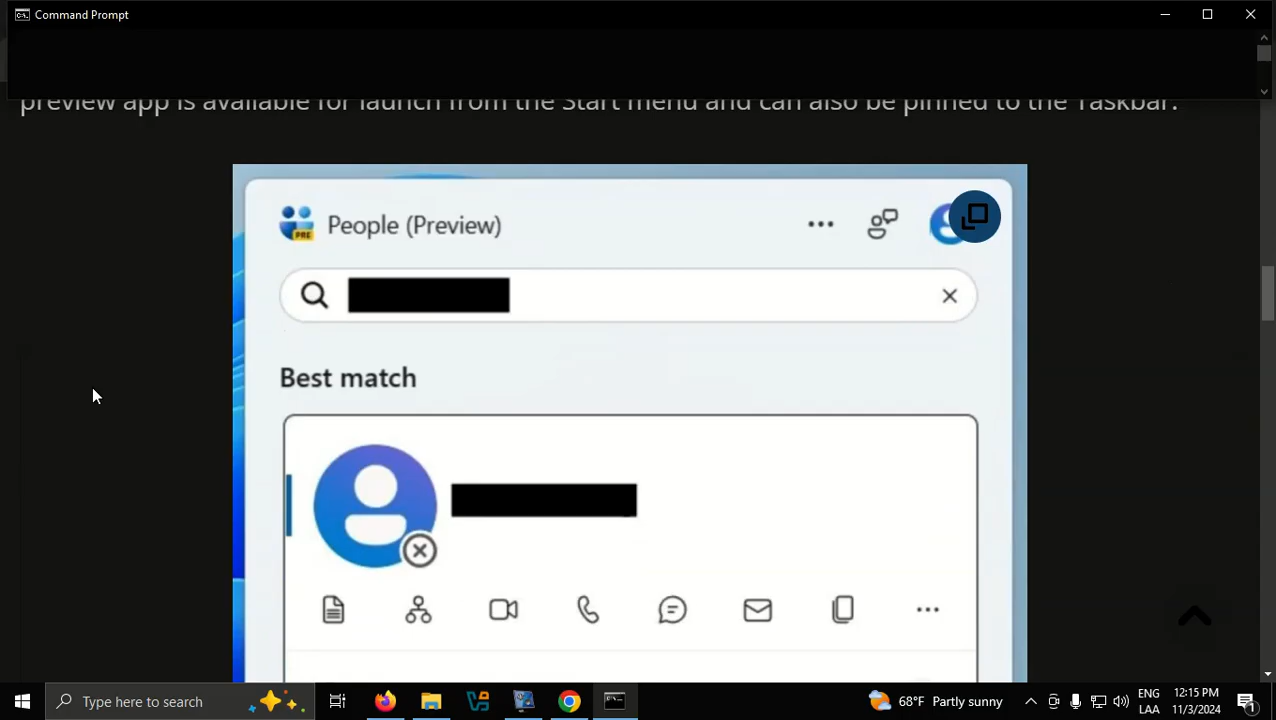 Command Prompt
preview app is available for launch from the Start menu and can also be pinned to the Taskbar.
People (Preview)
PRE
Best match
Type here to search
68°F Partly sunny
ENG
LAA
12:15 PM
11/3/2024
1